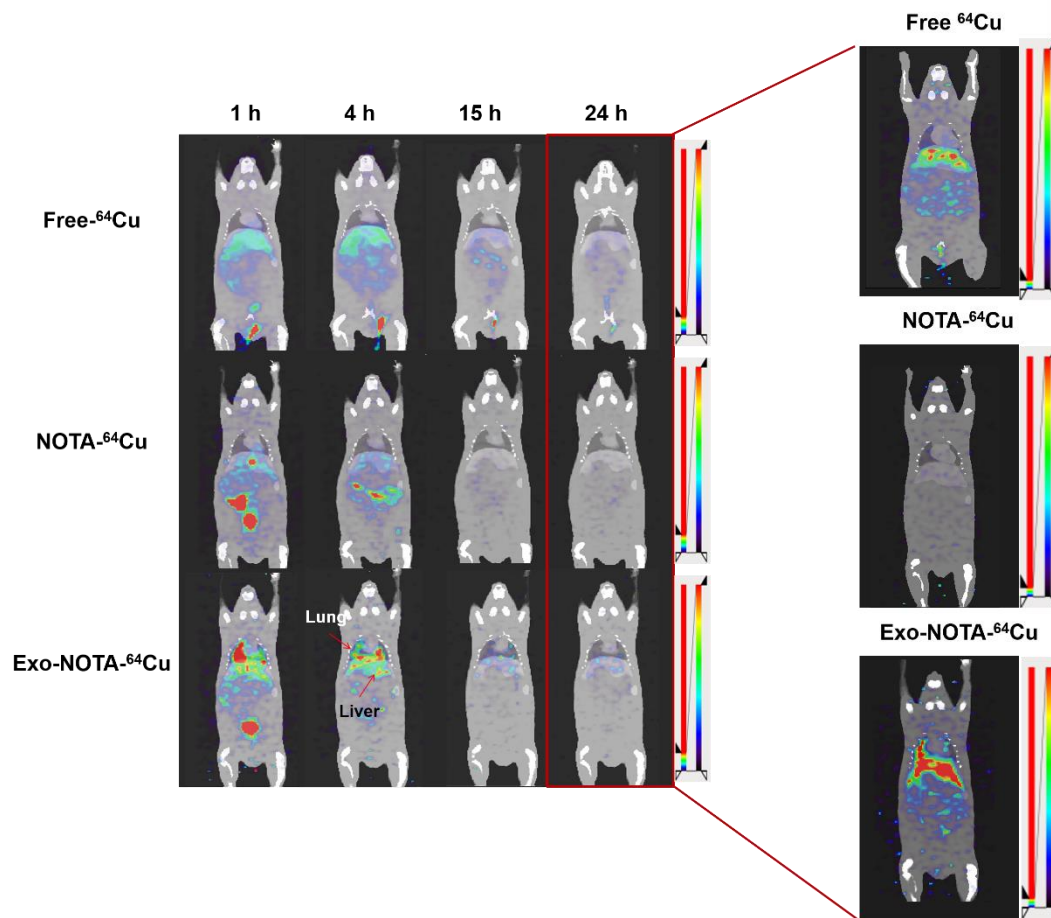 Free ⁶⁴Cu
1 h 4 h 15 h 24 h
Free-⁶⁴Cu
NOTA-⁶⁴Cu
NOTA-⁶⁴Cu
Lung
Exo-NOTA-⁶⁴Cu
Exo-NOTA-⁶⁴Cu
Liver